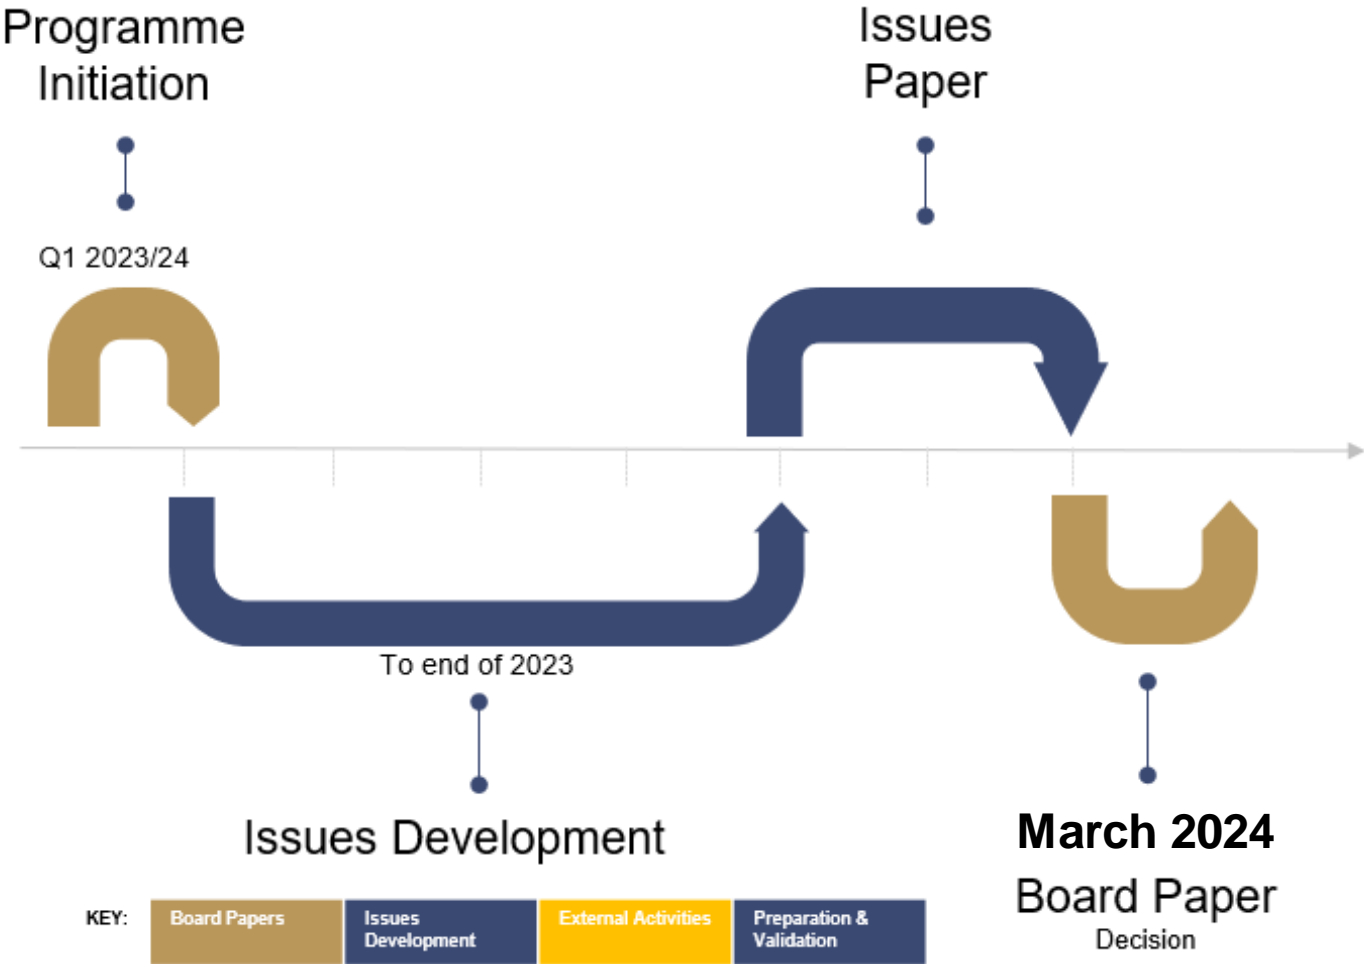 Programme
Initiation
Issues
Paper
Q1 2023/24
To end of 2023
Issues Development
March 2024
Board Paper
Decision
KEY:
Board Papers
Issues
Development
External Activities
Preparation &
Validation